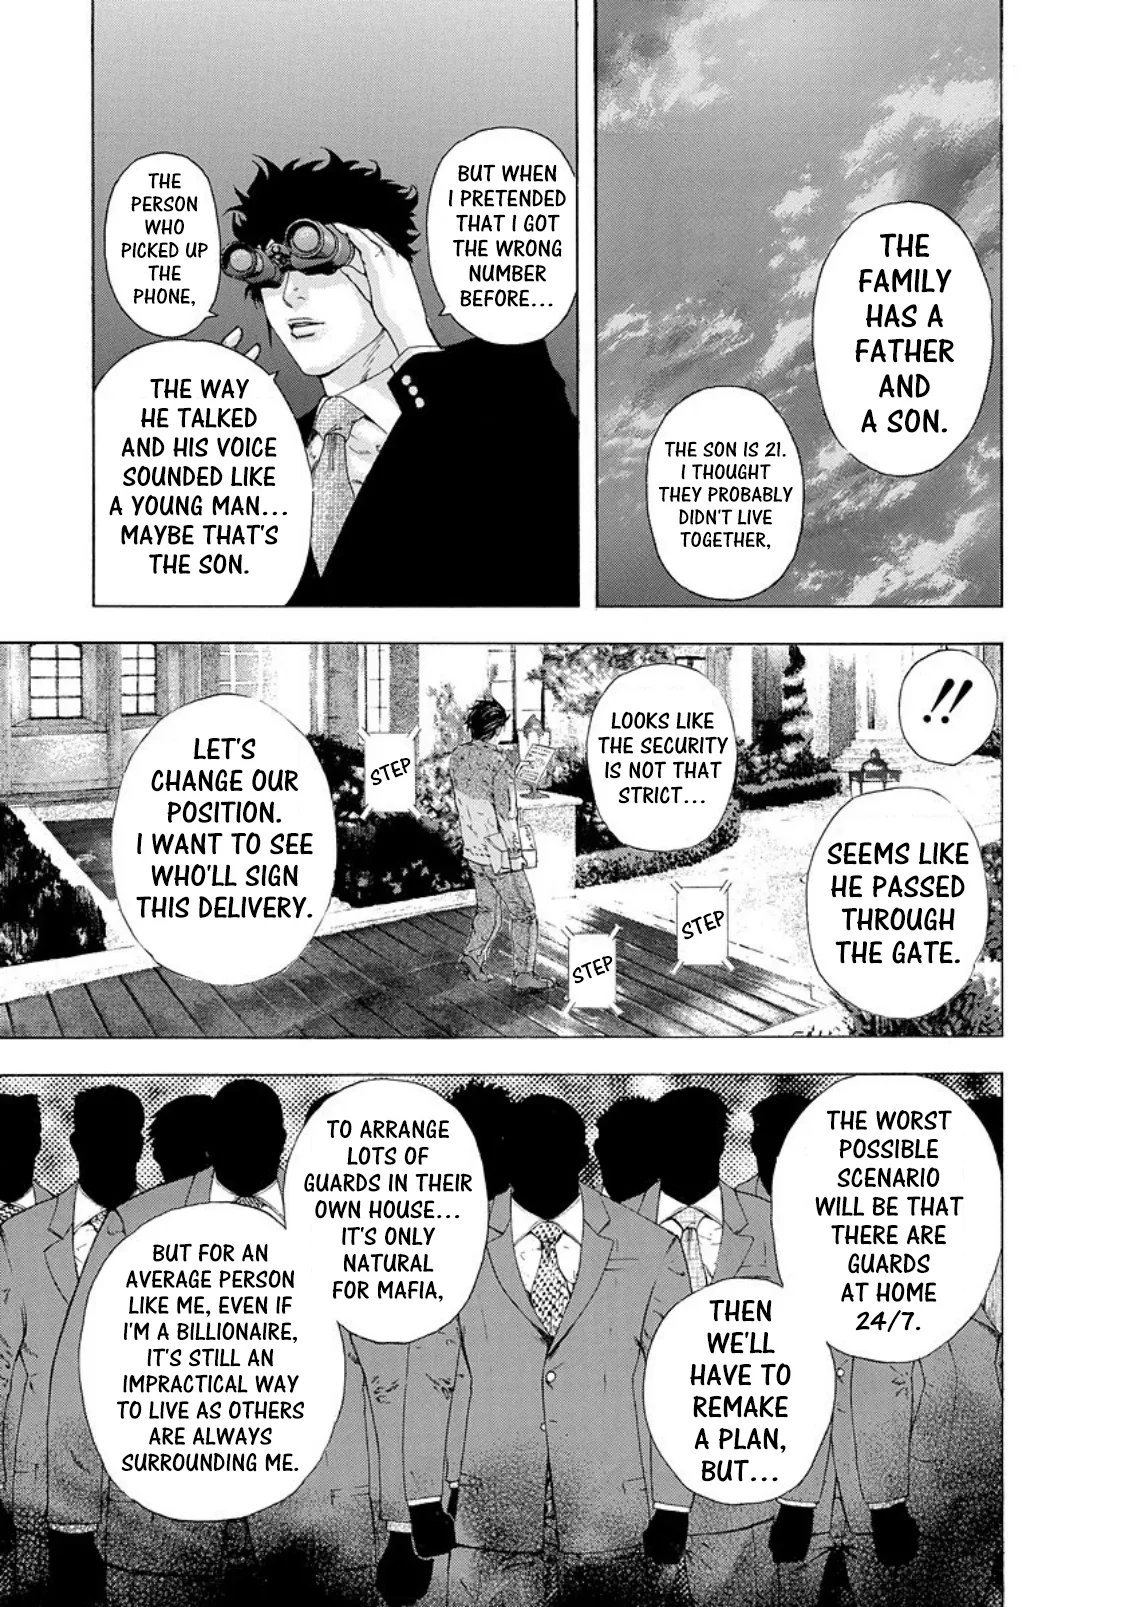 THE
FAMILY
HAS A
FATHER
AND
A SON.
THE SON IS 21.
I THOUGHT
THEY PROBABLY
DIDN'T LIVE
TOGETHER,
BUT WHEN
I PRETENDED
THAT I GOT
THE WRONG
NUMBER
BEFORE...
THE
PERSON
WHO
PICKED UP
THE
PHONE,
THE WAY
HE TALKED
AND HIS VOICE
SOUNDED LIKE
A YOUNG MAN...
MAYBE THAT'S
THE SON.
!!
SEEMS LIKE
HE PASSED
THROUGH
THE GATE.
LOOKS LIKE
THE SECURITY
IS NOT THAT
STRICT...
STEP
STEP
STEP
LET'S
CHANGE OUR
POSITION.
I WANT TO SEE
WHO'LL SIGN
THIS DELIVERY.
THE WORST
POSSIBLE
SCENARIO
WILL BE THAT
THERE ARE
GUARDS
AT HOME
24/7.
THEN
WE'LL
HAVE TO
REMAKE
A PLAN,
BUT...
TO ARRANGE
LOTS OF
GUARDS IN THEIR
OWN HOUSE...
IT'S ONLY
NATURAL
FOR MAFIA,
BUT FOR AN
AVERAGE PERSON
LIKE ME, EVEN IF
I'M A BILLIONAIRE,
IT'S STILL AN
IMPRACTICAL WAY
TO LIVE AS OTHERS
ARE ALWAYS
SURROUNDING ME.